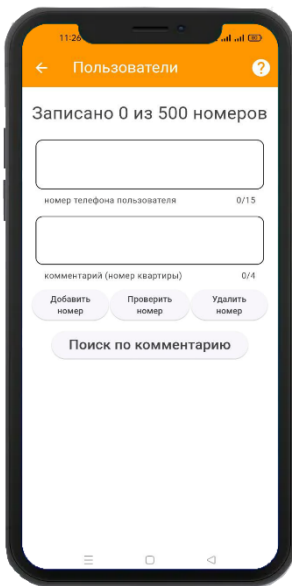 11:26
Пользователи
?
Записано 0 из 500 номеров
номер телефона пользователя 0/15
комментарий (номер квартиры) 0/4
Добавить номер
Проверить номер
Удалить номер
Поиск по комментарию